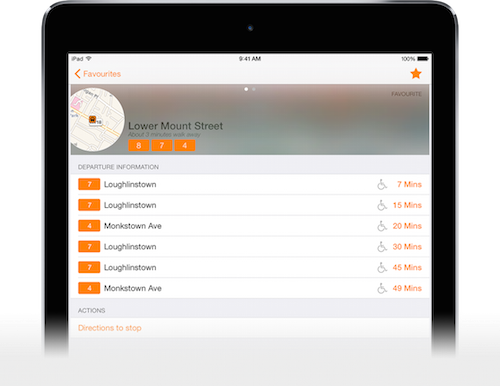 iPad 9:41 AM 100%
Favourites
FAVOURITE
Lower Mount Street
About 3 minutes walk away
8 7 4
DEPARTURE INFORMATION
7 Loughlinstown 7 Mins
7 Loughlinstown 15 Mins
4 Monkstown Ave 20 Mins
7 Loughlinstown 30 Mins
7 Loughlinstown 45 Mins
4 Monkstown Ave 49 Mins
ACTIONS
Directions to stop